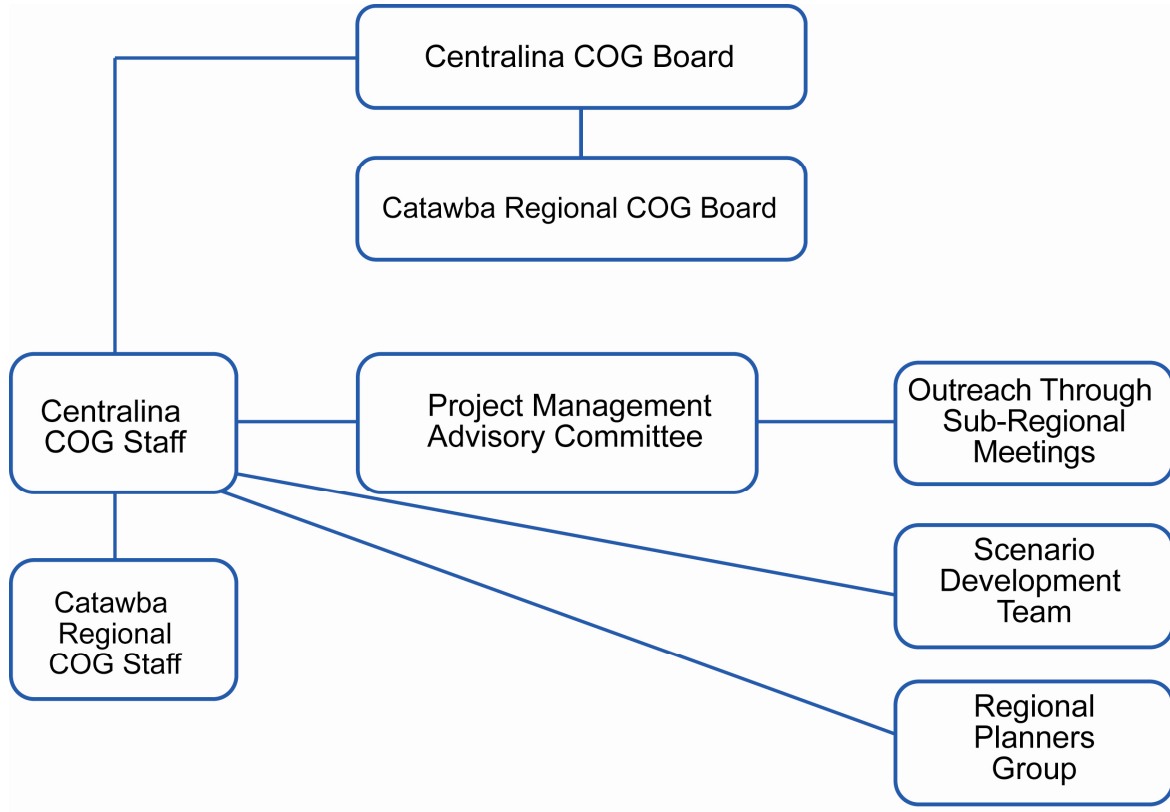 Centralina COG Board
Catawba Regional COG Board
Centralina
COG Staff
Project Management
Advisory Committee
Outreach Through
Sub-Regional
Meetings
Catawba
Regional
COG Staff
Scenario
Development
Team
Regional
Planners
Group